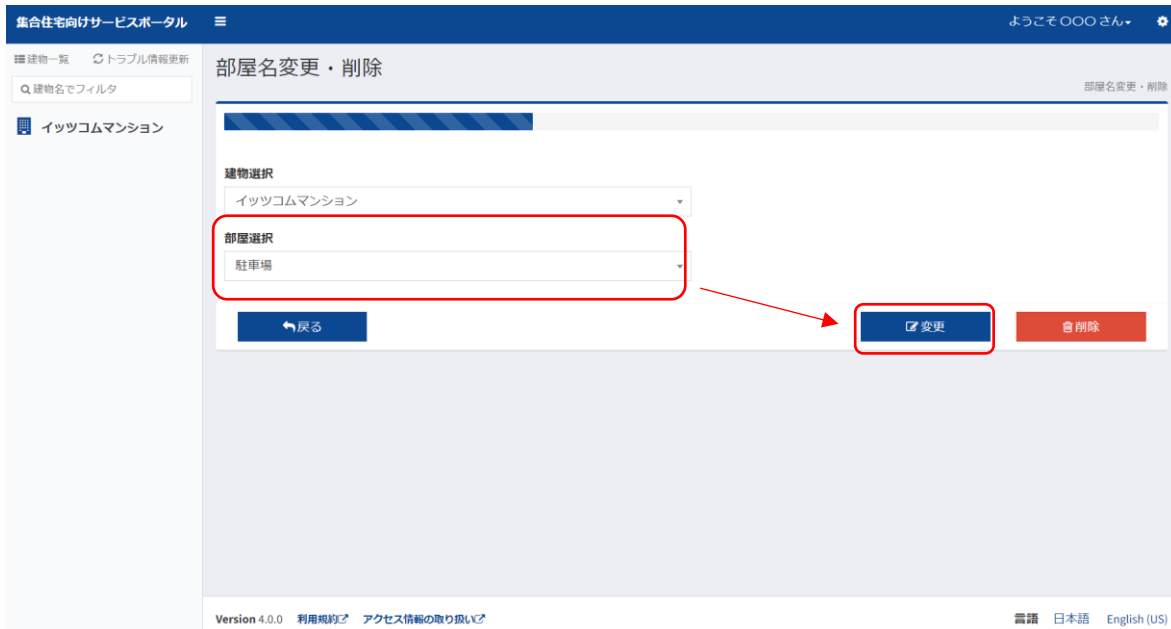 集合住宅向けサービスポータル
ようこそ〇〇〇さん
建物一覧 トラブル情報更新
建物名でフィルタ
イッツコムマンション
部屋名変更・削除
部屋名変更・削除
建物選択
イッツコムマンション
部屋選択
駐車場
戻る
変更
削除
Version 4.0.0 利用規約 アクセス情報の取り扱い
言語 日本語 English (US)